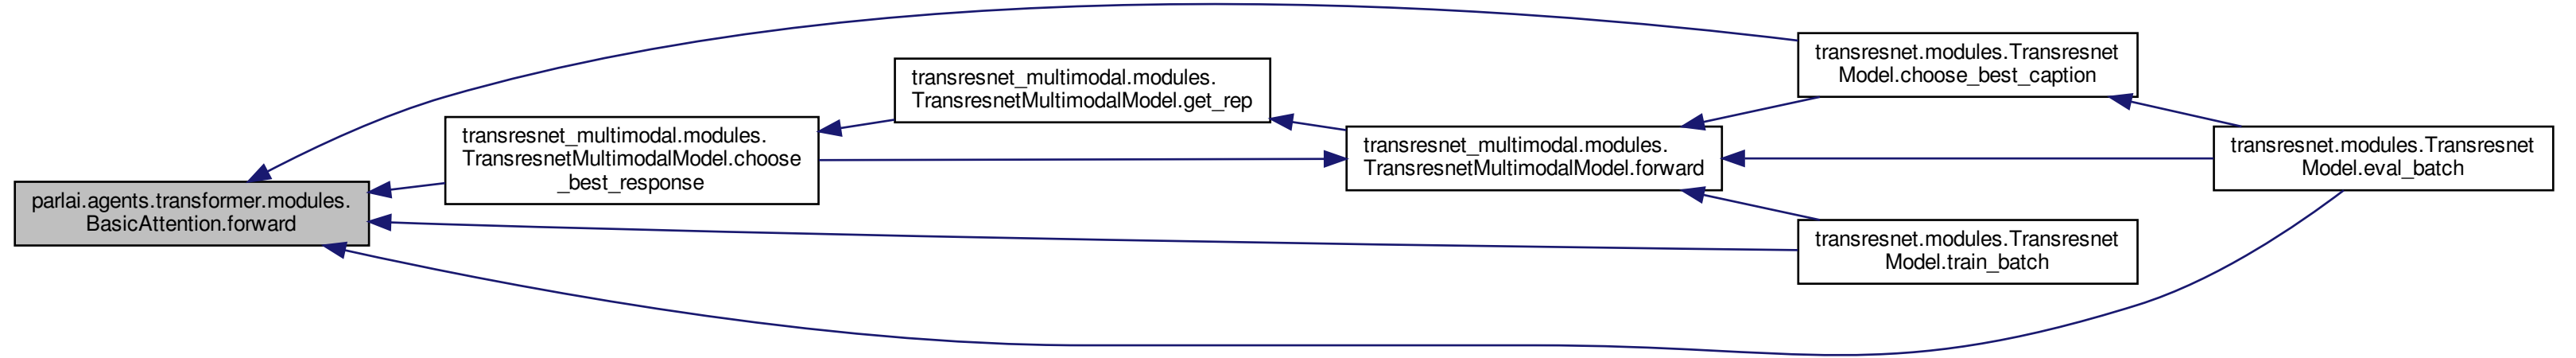 parlai.agents.transformer.modules.
BasicAttention.forward
transresnet_multimodal.modules.
TransresnetMultimodalModel.choose
_best_response
transresnet_multimodal.modules.
TransresnetMultimodalModel.get_rep
transresnet_multimodal.modules.
TransresnetMultimodalModel.forward
transresnet.modules.Transresnet
Model.choose_best_caption
transresnet.modules.Transresnet
Model.eval_batch
transresnet.modules.Transresnet
Model.train_batch